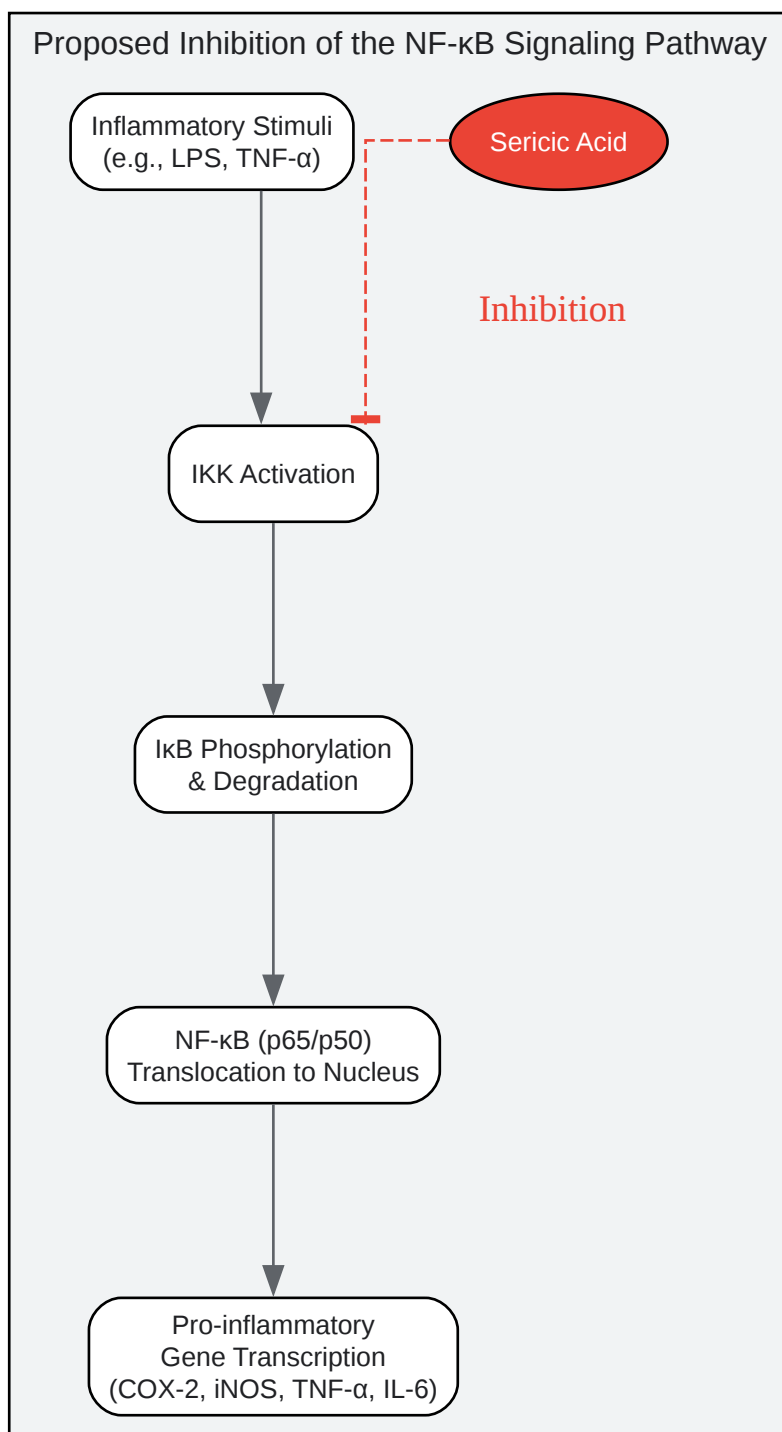 Proposed Inhibition of the NF-κB Signaling Pathway
Inflammatory Stimuli
(e.g., LPS, TNF-α)
Sericic Acid
Inhibition
IKK Activation
IκB Phosphorylation
& Degradation
NF-κB (p65/p50)
Translocation to Nucleus
Pro-inflammatory
Gene Transcription
(COX-2, iNOS, TNF-α, IL-6)